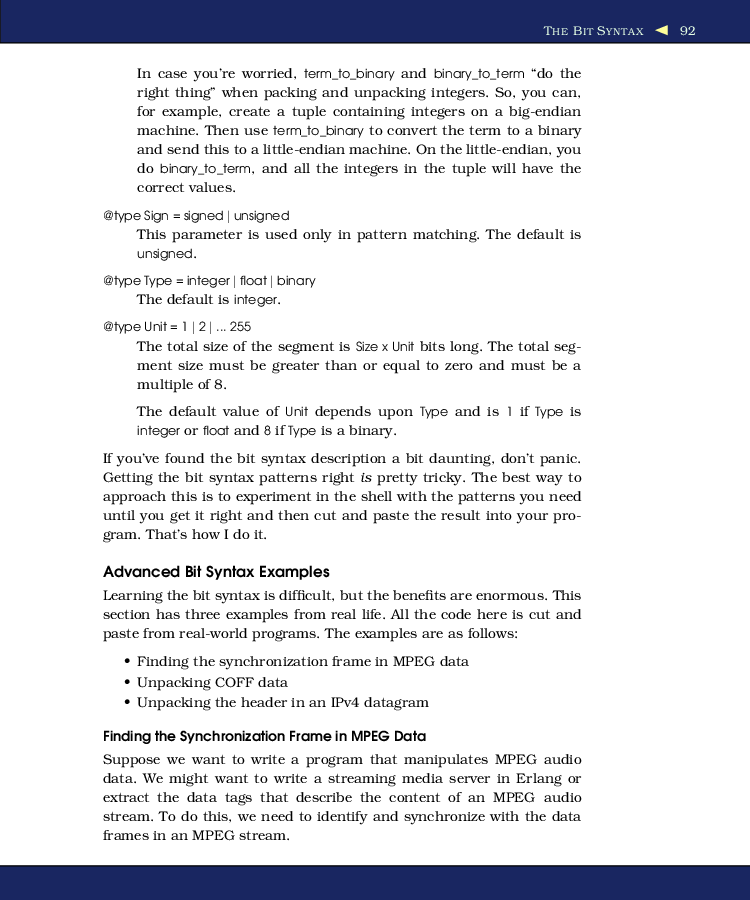 The Bit Syntax ◀ 92
In case you're worried, term_to_binary and binary_to_term “do the
right thing” when packing and unpacking integers. So, you can,
for example, create a tuple containing integers on a big-endian
machine. Then use term_to_binary to convert the term to a binary
and send this to a little-endian machine. On the little-endian, you
do binary_to_term, and all the integers in the tuple will have the
correct values.
@type Sign = signed | unsigned
This parameter is used only in pattern matching. The default is
unsigned.
@type Type = integer | float | binary
The default is integer.
@type Unit = 1 | 2 | ... 255
The total size of the segment is Size x Unit bits long. The total seg-
ment size must be greater than or equal to zero and must be a
multiple of 8.
The default value of Unit depends upon Type and is 1 if Type is
integer or float and 8 if Type is a binary.
If you've found the bit syntax description a bit daunting, don't panic.
Getting the bit syntax patterns right is pretty tricky. The best way to
approach this is to experiment in the shell with the patterns you need
until you get it right and then cut and paste the result into your pro-
gram. That's how I do it.
Advanced Bit Syntax Examples
Learning the bit syntax is difficult, but the benefits are enormous. This
section has three examples from real life. All the code here is cut and
paste from real-world programs. The examples are as follows:
• Finding the synchronization frame in MPEG data
• Unpacking COFF data
• Unpacking the header in an IPv4 datagram
Finding the Synchronization Frame in MPEG Data
Suppose we want to write a program that manipulates MPEG audio
data. We might want to write a streaming media server in Erlang or
extract the data tags that describe the content of an MPEG audio
stream. To do this, we need to identify and synchronize with the data
frames in an MPEG stream.